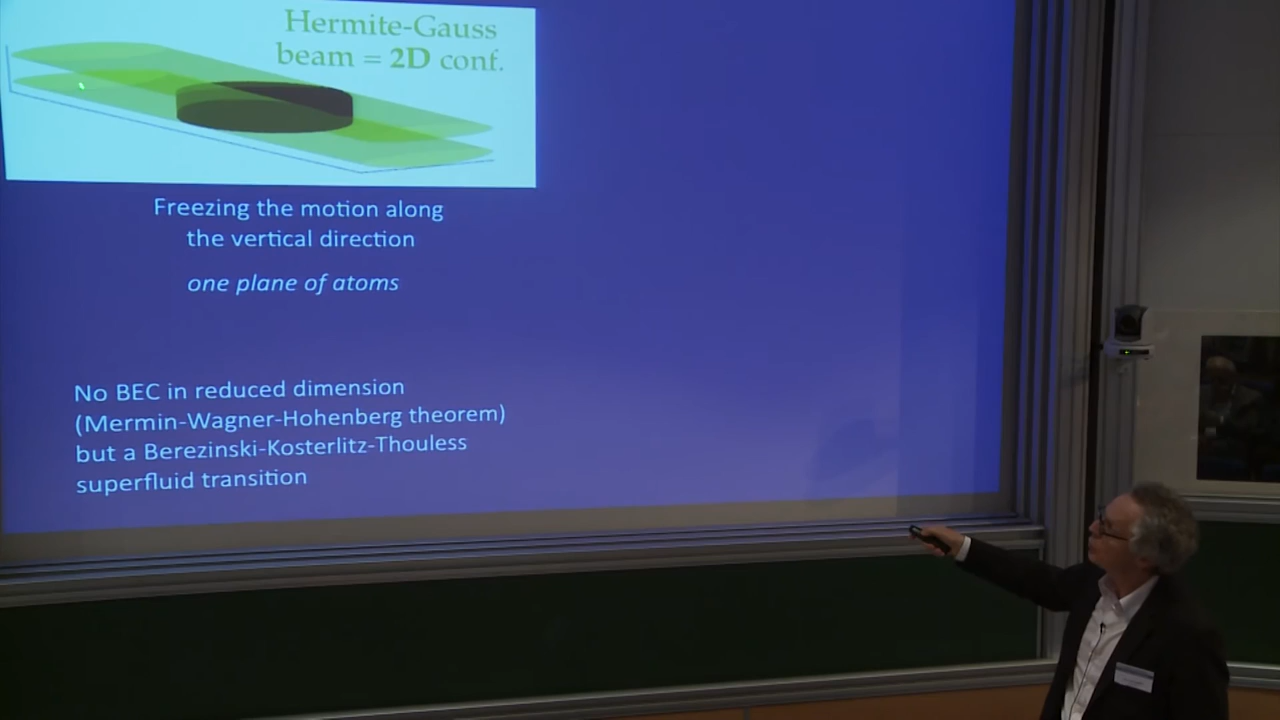 Hermite-Gauss
beam = 2D conf.
Freezing the motion along
the vertical direction
one plane of atoms
No BEC in reduced dimension
(Mermin-Wagner-Hohenberg theorem)
but a Berezinski-Kosterlitz-Thouless
superfluid transition